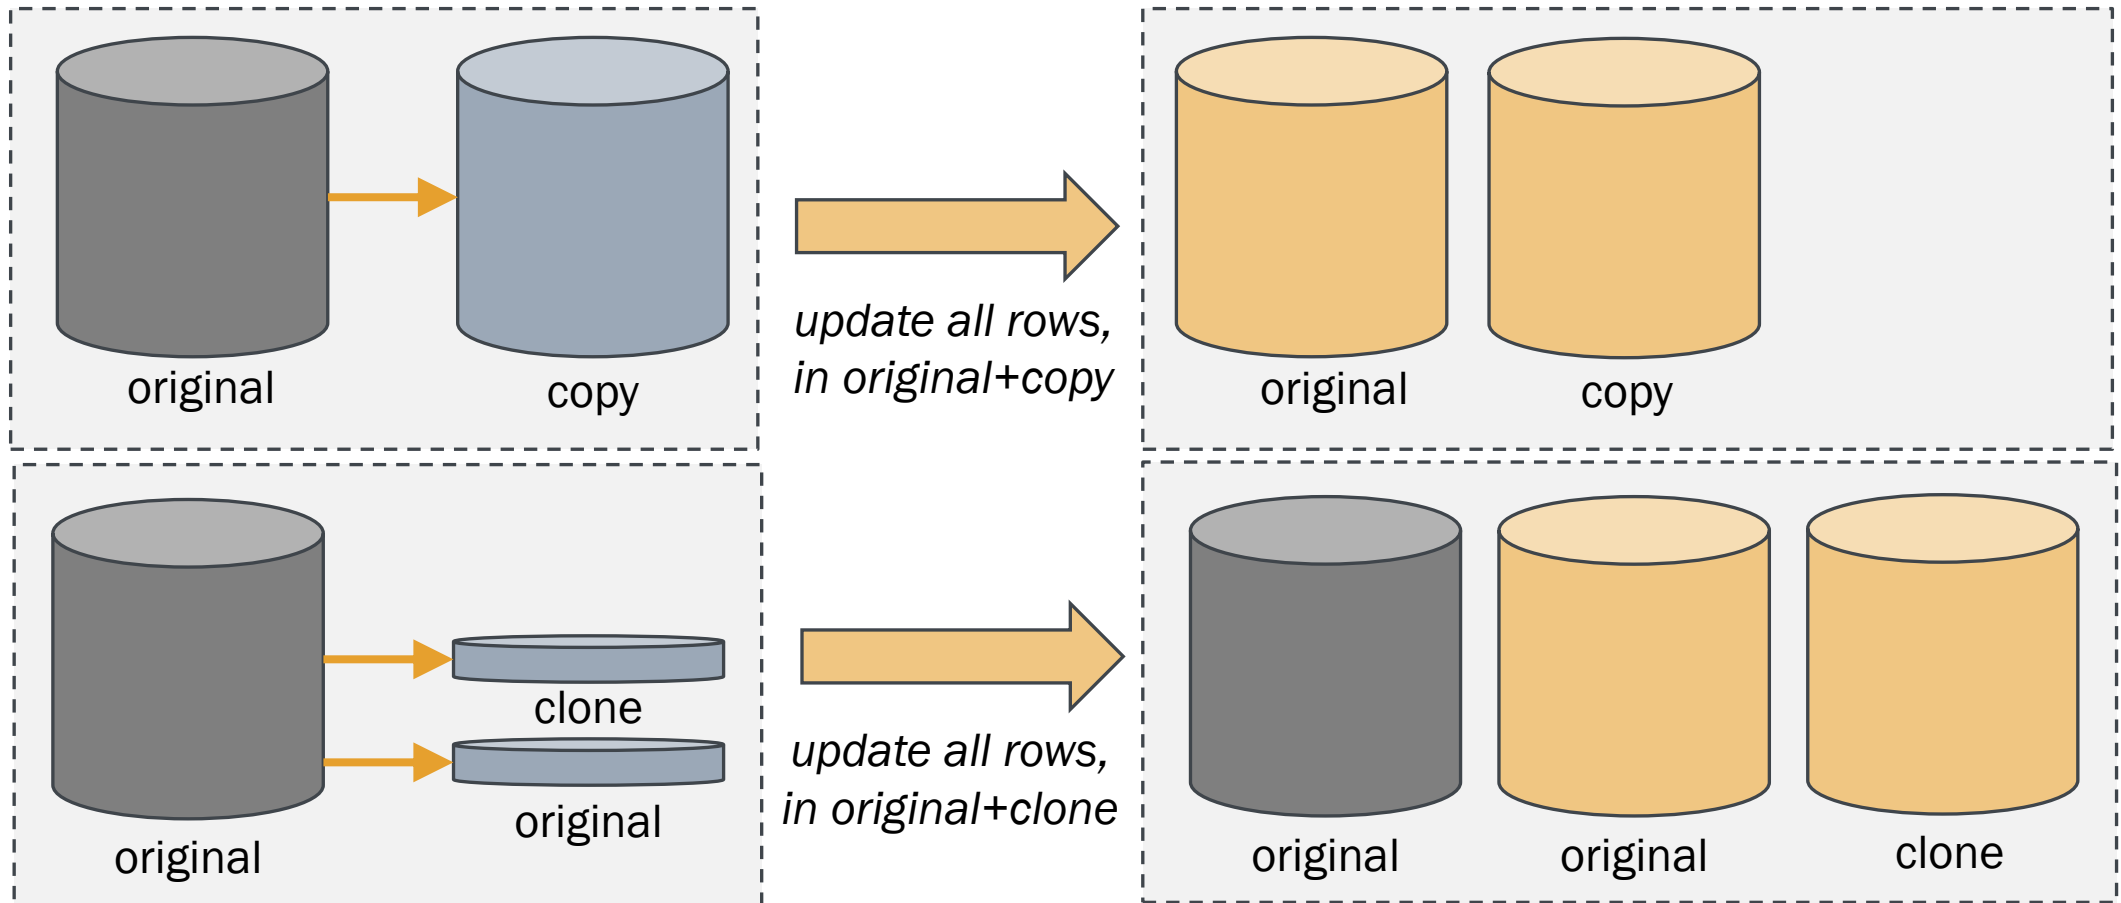 original
copy
update all rows,
in original+copy
original
copy
clone
original
original
update all rows,
in original+clone
original
original
clone